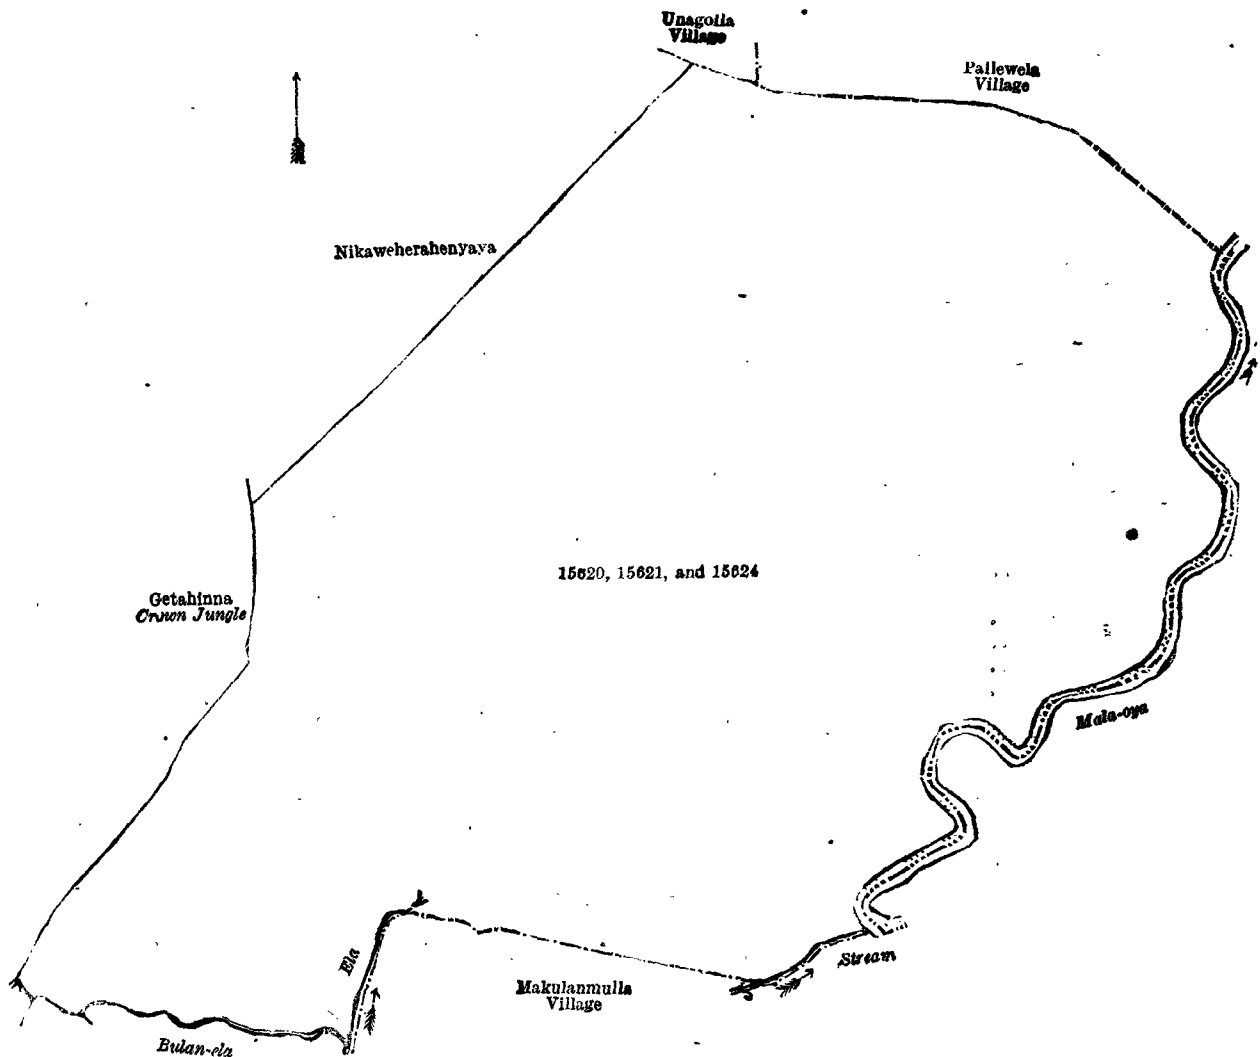 Unagolla
Village
Pallewela
Village
Nikaweherahenyaya
15620, 15621, and 15624
Getahinna
Crown Jungle
Mala-oya
Ela
Stream
Makulanmulla
Village
Bulan-ela